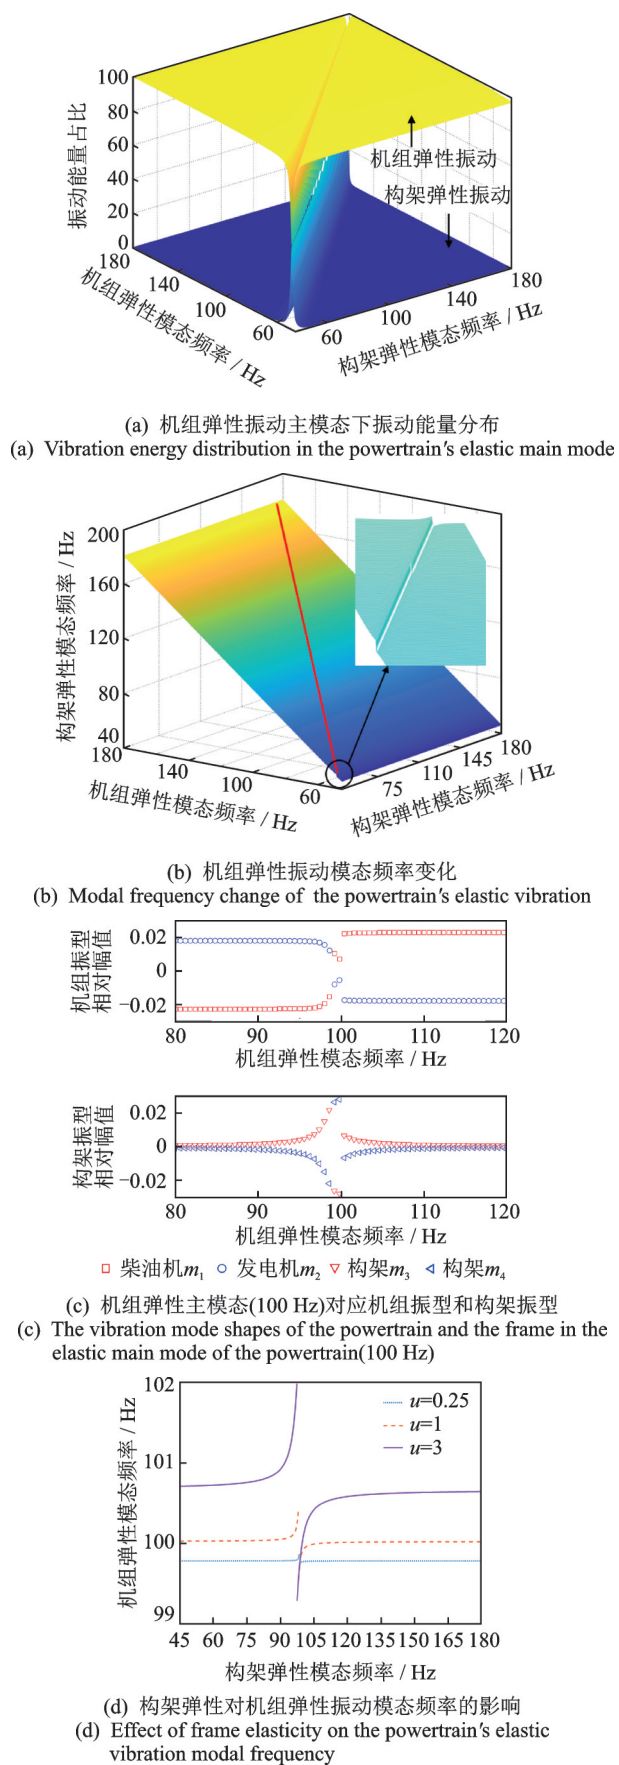 100
80
60
40
20
0
振动能量占比
180
140
100
60
机组弹性模态频率 / Hz
60
100
140
180
构架弹性模态频率 / Hz
机组弹性振动
构架弹性振动
(a) 机组弹性振动主模态下振动能量分布
(a) Vibration energy distribution in the powertrain's elastic main mode
200
160
120
80
40
构架弹性模态频率 / Hz
180
140
100
60
机组弹性模态频率 / Hz
75
110
145
180
构架弹性模态频率 / Hz
(b) 机组弹性振动模态频率变化
(b) Modal frequency change of the powertrain's elastic vibration
机组振型
相对幅值
0.02
0
−0.02
80 90 100 110 120
机组弹性模态频率 / Hz
构架振型
相对幅值
0.02
0
−0.02
80 90 100 110 120
机组弹性模态频率 / Hz
柴油机m1 发电机m2 构架m3 构架m4
(c) 机组弹性主模态(100 Hz)对应机组振型和构架振型
(c) The vibration mode shapes of the powertrain and the frame in the
elastic main mode of the powertrain(100 Hz)
机组弹性模态频率 / Hz
102
101
100
99
u=0.25
u=1
u=3
45 60 75 90 105 120 135 150 165 180
构架弹性模态频率 / Hz
(d) 构架弹性对机组弹性振动模态频率的影响
(d) Effect of frame elasticity on the powertrain's elastic
vibration modal frequency